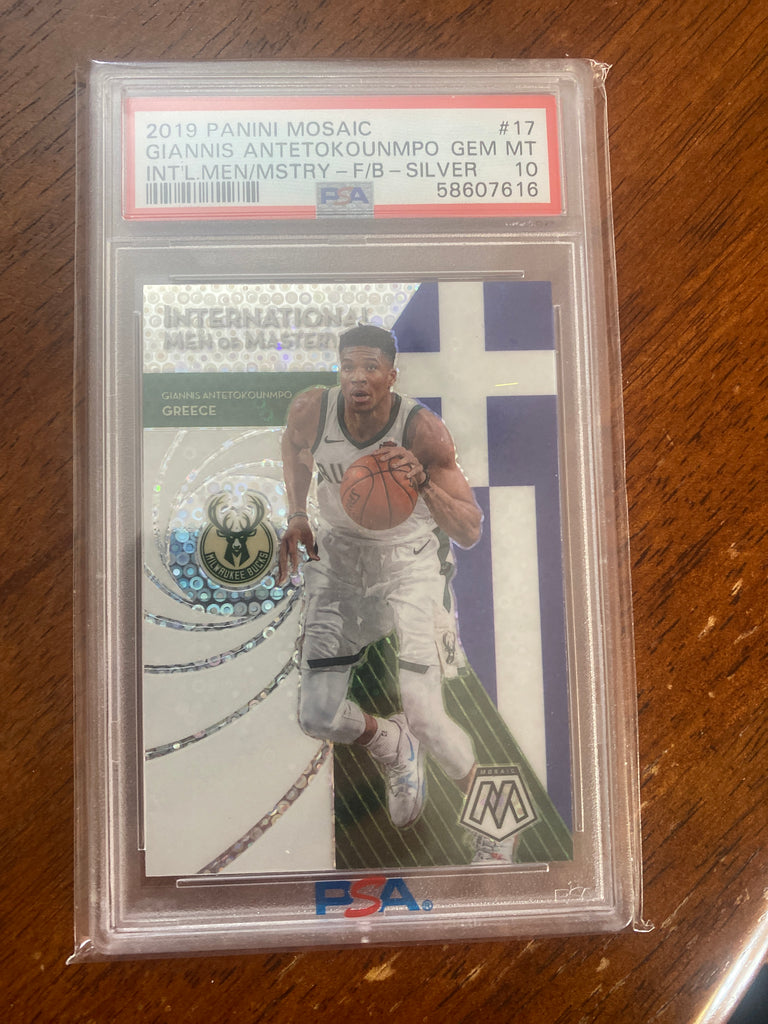 2019 PANINI MOSAIC #17
GIANNIS ANTETOKOUNMPO GEM MT
INT'L.MEN/MSTRY-F/B-SILVER 10
PSA 58607616
INTERNATIONAL
MEN OF MASTERY
GIANNIS ANTETOKOUNMPO
GREECE
MILWAUKEE BUCKS
MOSAIC
PSA